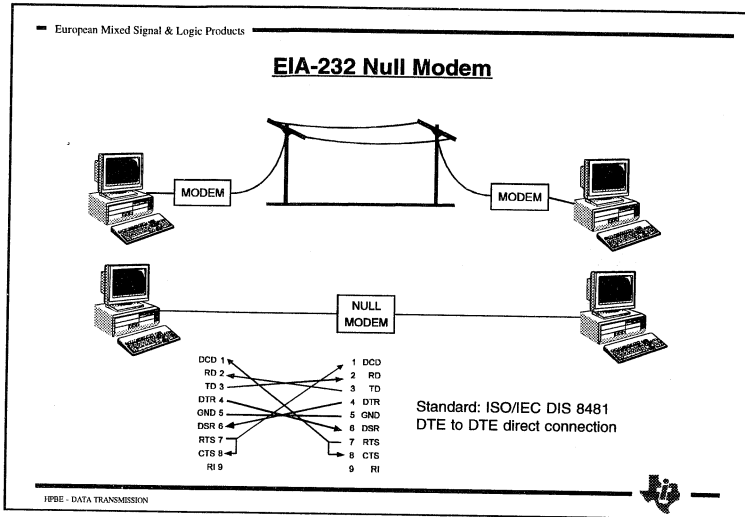 European Mixed Signal & Logic Products
EIA-232 Null Modem
MODEM
MODEM
NULL
MODEM
DCD 1
RD 2
TD 3
DTR 4
GND 5
DSR 6
RTS 7
CTS 8
RI 9
1 DCD
2 RD
3 TD
4 DTR
5 GND
6 DSR
7 RTS
8 CTS
9 RI
Standard: ISO/IEC DIS 8481
DTE to DTE direct connection
HPBE - DATA TRANSMISSION